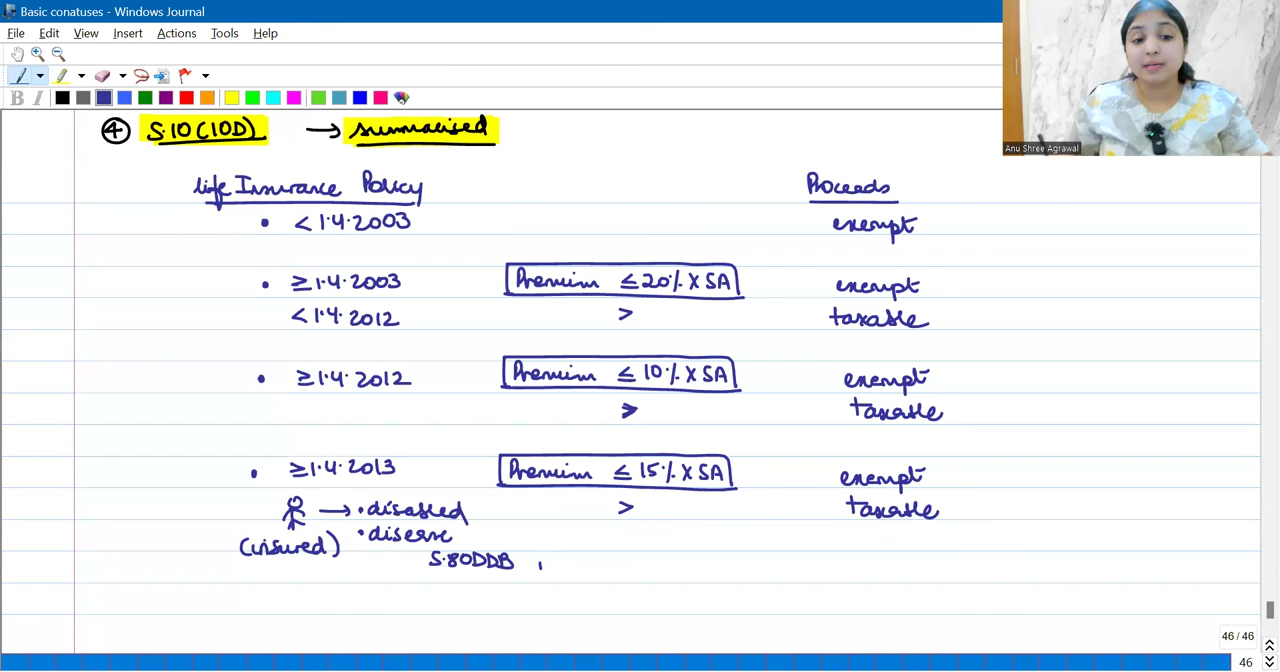 Basic conatuses - Windows Journal
File Edit View Insert Actions Tools Help
B I
Anu Shree Agrawal
④ S.10(10D) → summarised
Life Insurance Policy Proceeds
• < 1.4.2003 exempt
• ≥ 1.4.2003 Premium ≤ 20% X SA exempt
< 1.4.2012 > taxable
• ≥ 1.4.2012 Premium ≤ 10% X SA exempt
> taxable
• ≥ 1.4.2013 Premium ≤ 15% X SA exempt
→ • disabled > taxable
• disease
(insured)
S.80DDB
46 / 46
46